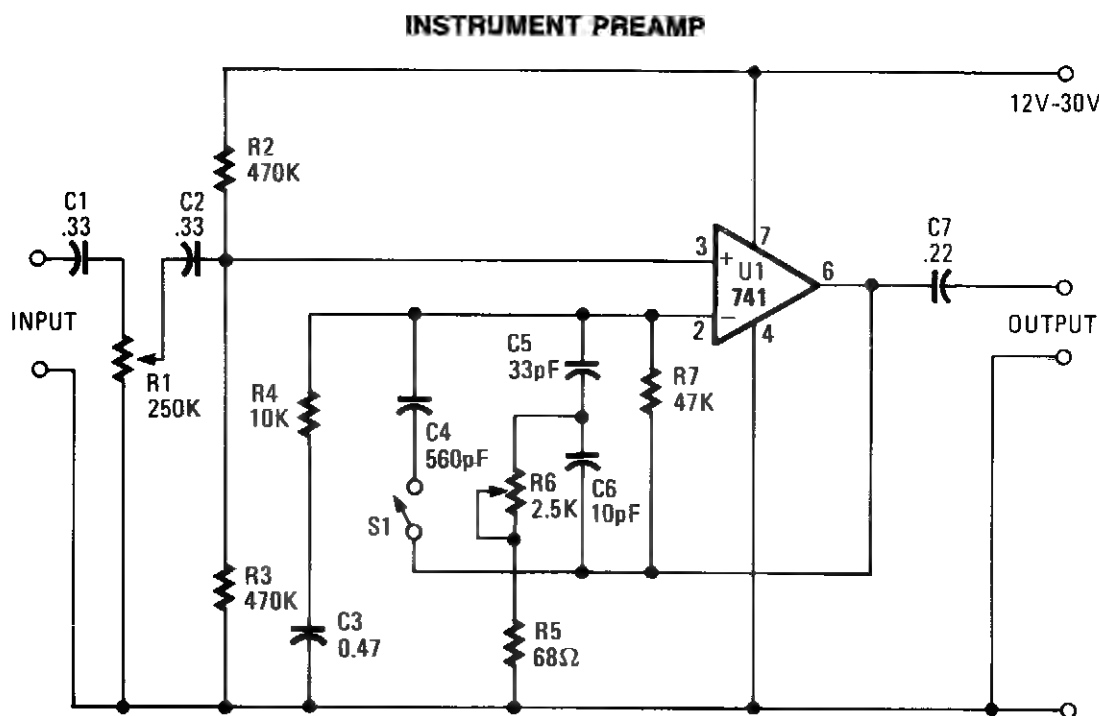 INSTRUMENT PREAMP
12V-30V
R2
470K
C1
.33
C2
.33
3
+
7
U1
741
6
2
−
4
C7
.22
INPUT
OUTPUT
R1
250K
R4
10K
C4
560pF
C5
33pF
R7
47K
R6
2.5K
C6
10pF
S1
R3
470K
C3
0.47
R5
68Ω